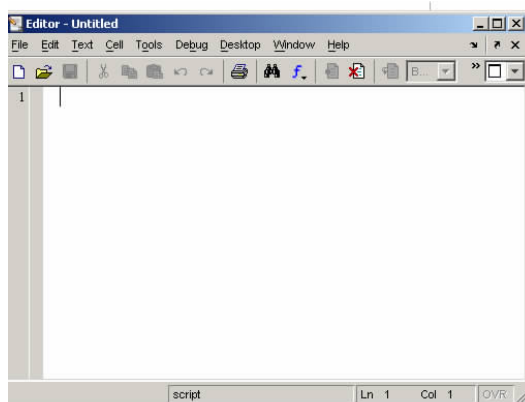 Editor - Untitled
File Edit Text Cell Tools Debug Desktop Window Help
B...
1
script Ln 1 Col 1 OVR